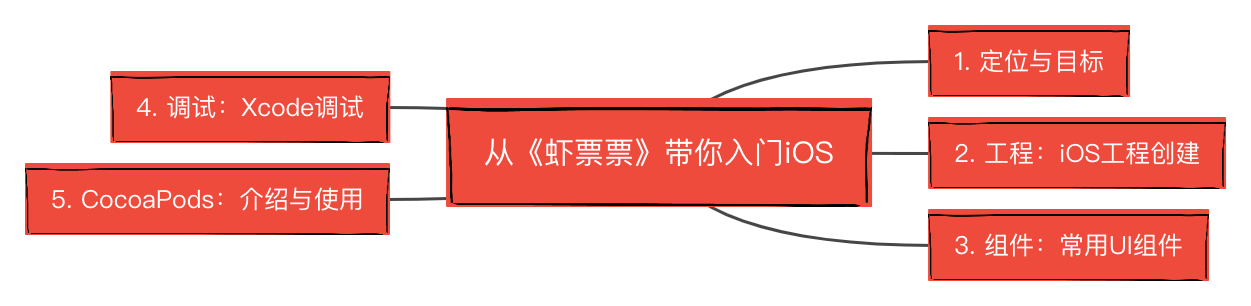 从《虾票票》带你入门iOS
1. 定位与目标
2. 工程：iOS工程创建
3. 组件：常用UI组件
4. 调试：Xcode调试
5. CocoaPods：介绍与使用